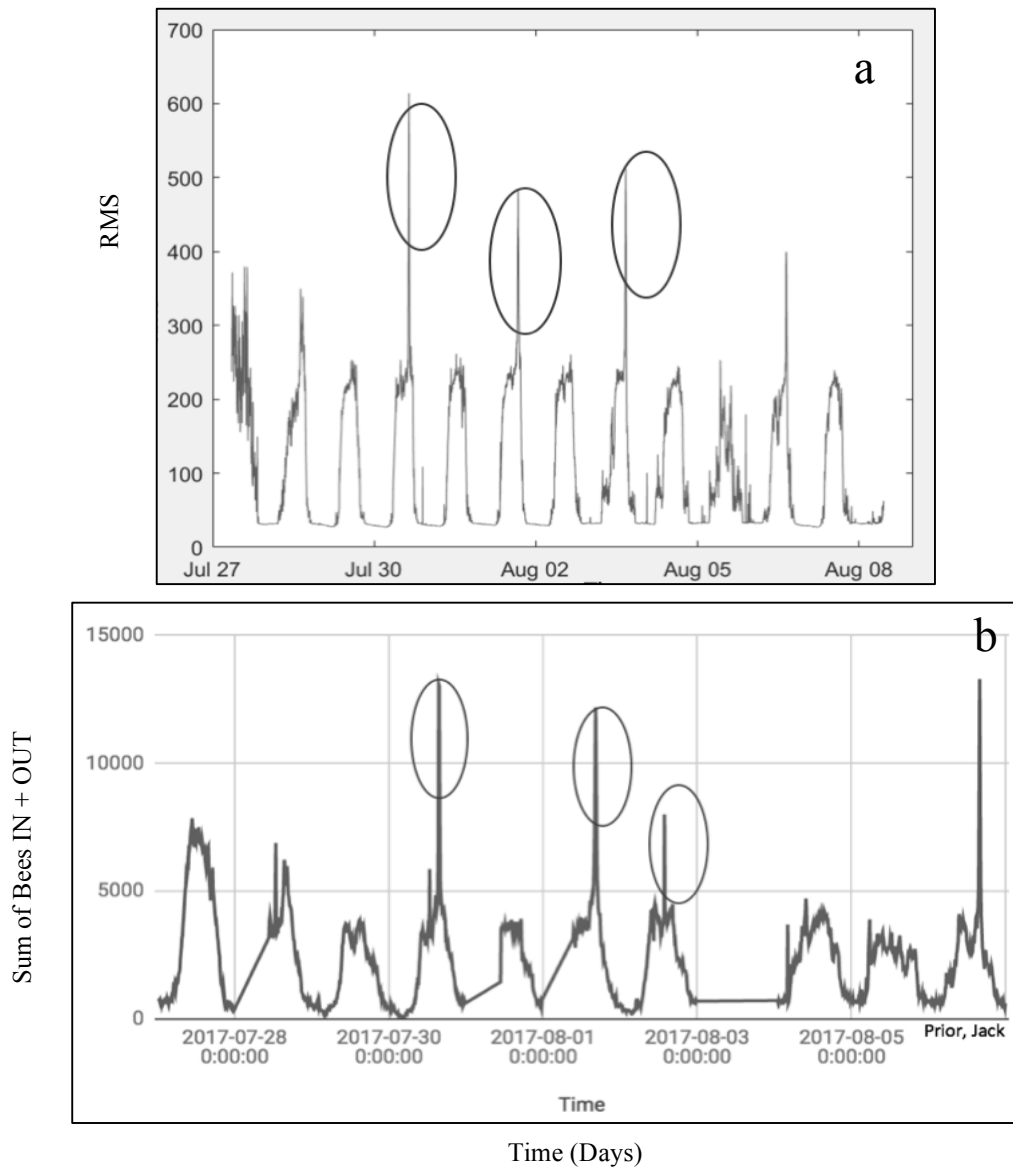 700
a
600
500
400
300
200
100
0
RMS
Jul 27 Jul 30 Aug 02 Aug 05 Aug 08
15000
b
10000
5000
0
Sum of Bees IN + OUT
2017-07-28 2017-07-30 2017-08-01 2017-08-03 2017-08-05
0:00:00 0:00:00 0:00:00 0:00:00 0:00:00
Prior, Jack
Time
Time (Days)